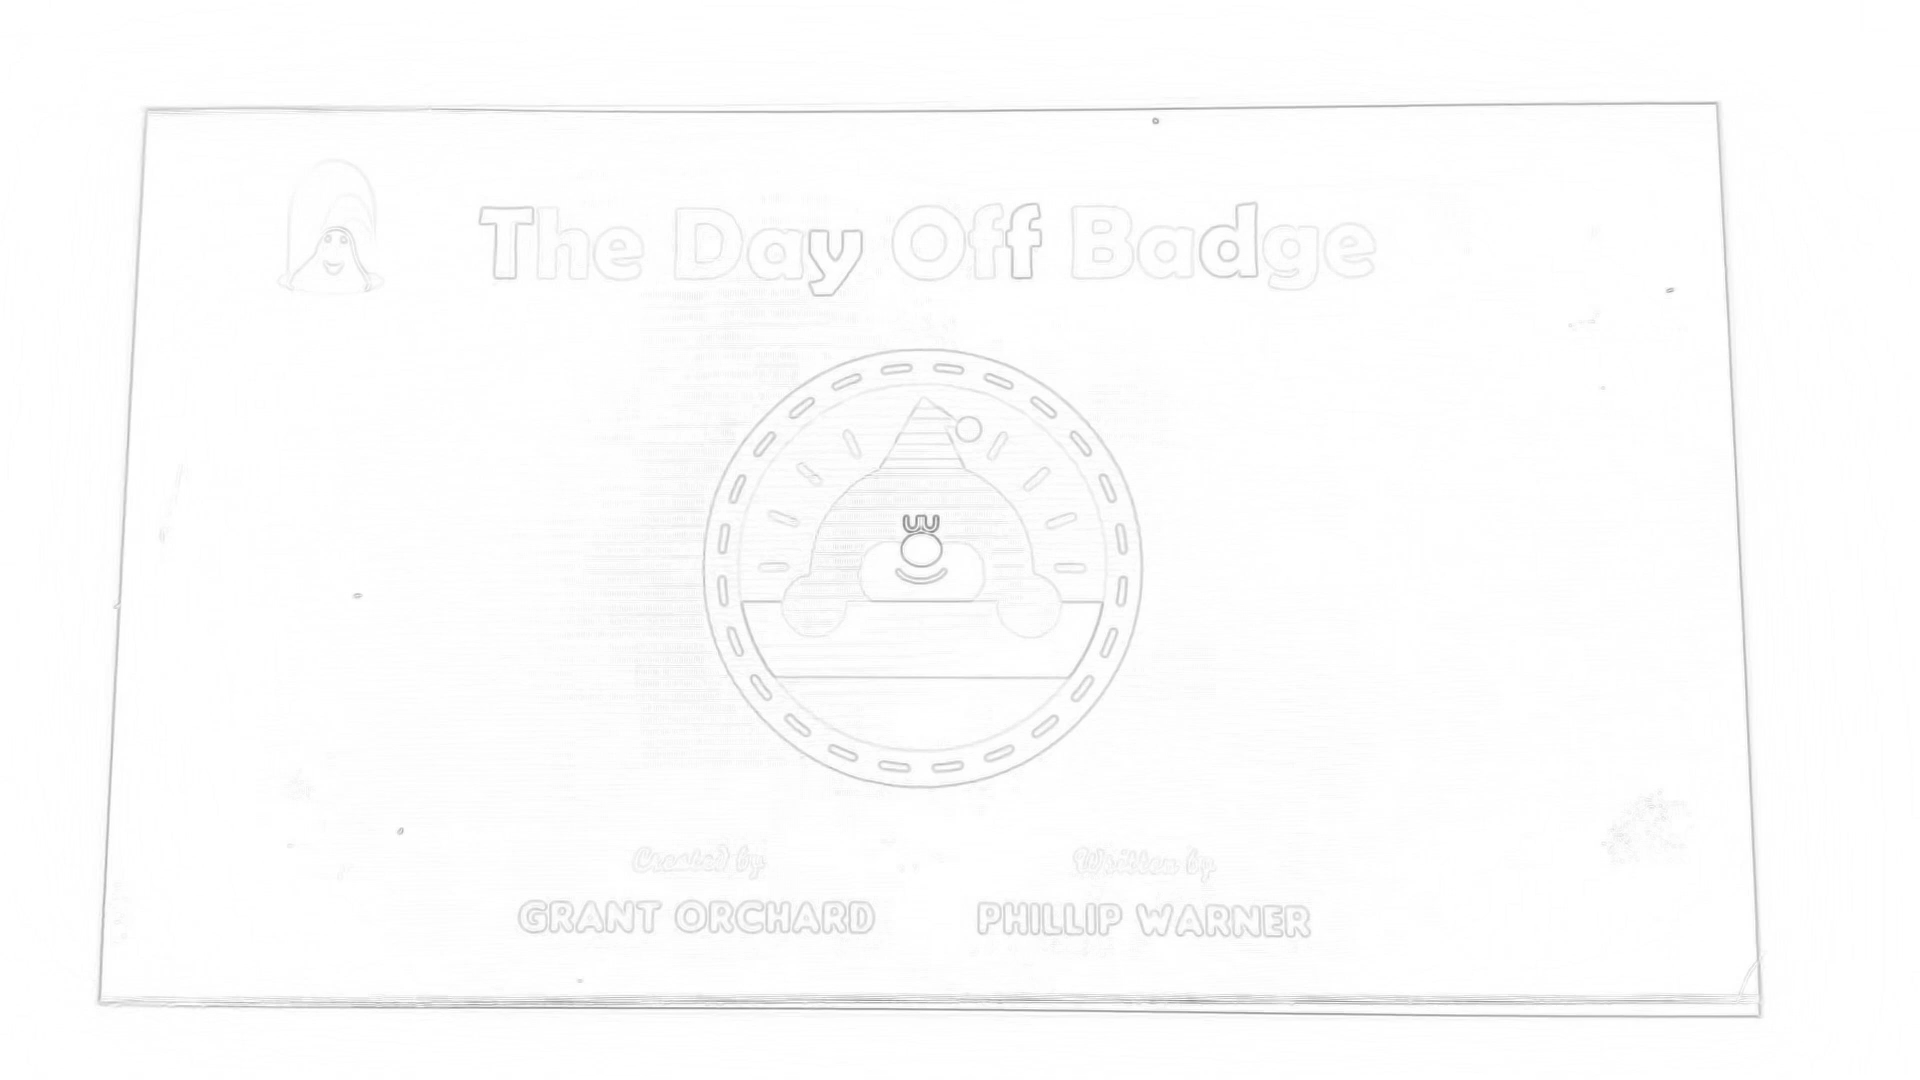 The Day Off Badge
Created by
Written by
GRANT ORCHARD
PHILLIP WARNER